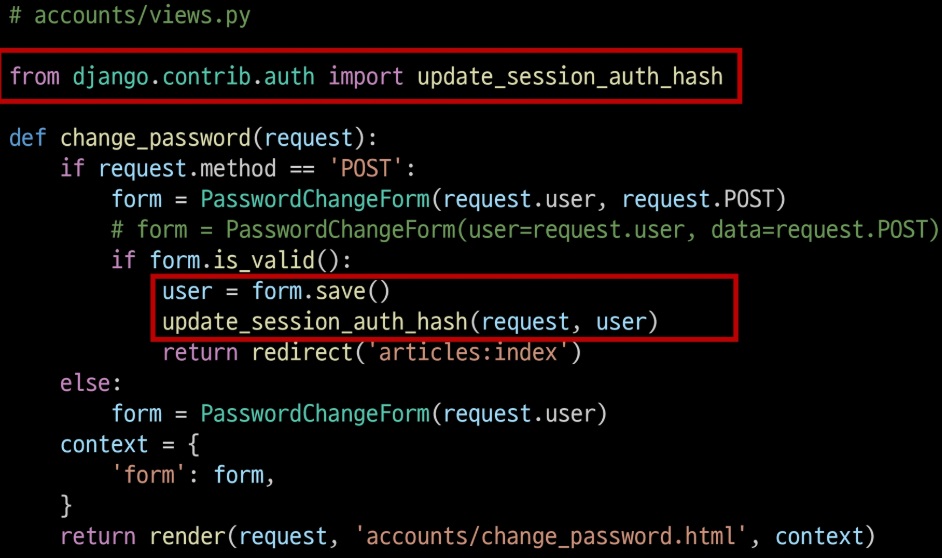 # accounts/views.py
from django.contrib.auth import update_session_auth_hash
def change_password(request):
    if request.method == 'POST':
        form = PasswordChangeForm(request.user, request.POST)
        # form = PasswordChangeForm(user=request.user, data=request.POST)
        if form.is_valid():
            user = form.save()
            update_session_auth_hash(request, user)
            return redirect('articles:index')
    else:
        form = PasswordChangeForm(request.user)
    context = {
        'form': form,
    }
    return render(request, 'accounts/change_password.html', context)